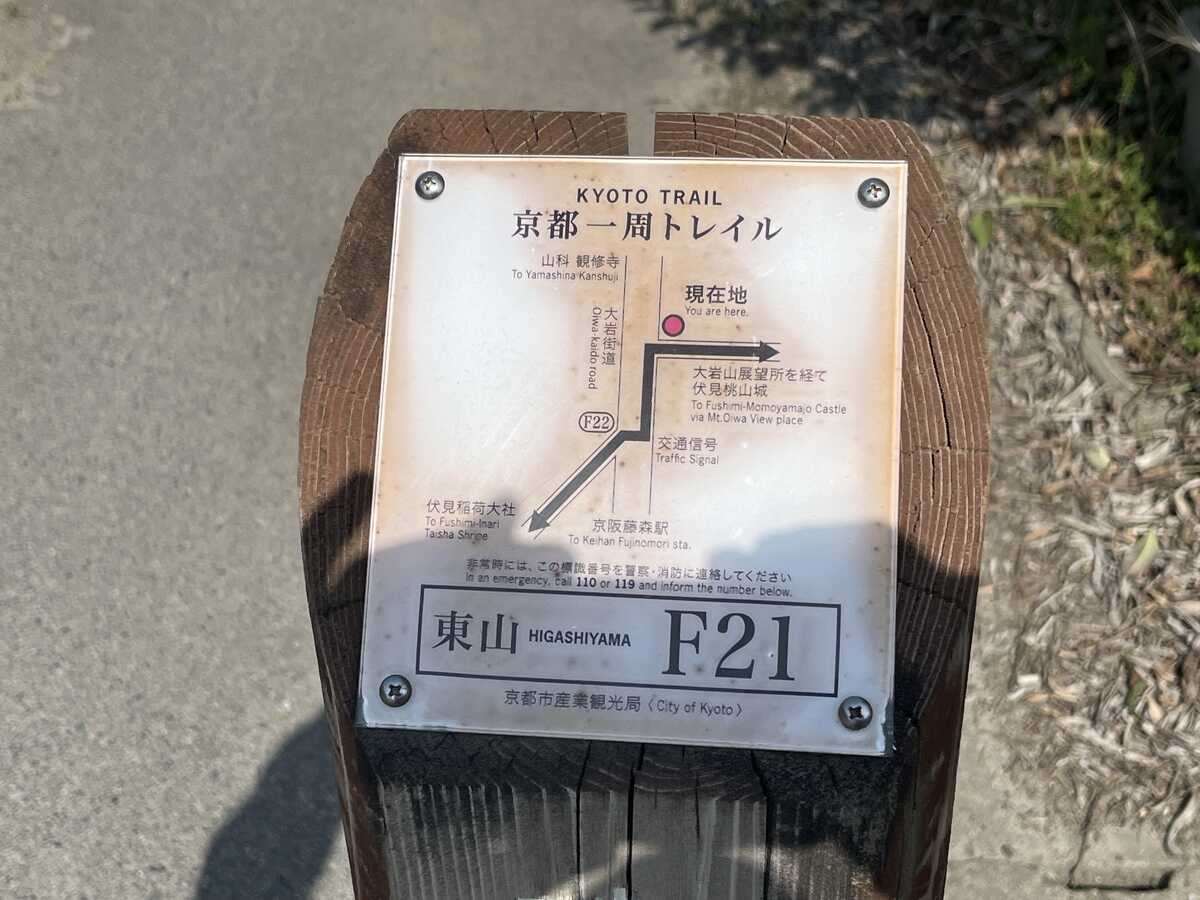 KYOTO TRAIL
京都一周トレイル
山科 観修寺
To Yamashina Kanshuji
現在地
You are here.
大岩街道
Oiwa-kaido road
大岩山展望所を経て
伏見桃山城
To Fushimi-Momoyamajo Castle
via Mt.Oiwa View place
F22
交通信号
Traffic Signal
伏見稲荷大社
To Fushimi-Inari
Taisha Shrine
京阪藤森駅
To Keihan Fujinomori sta.
非常時には、この標識番号を警察・消防に連絡してください
In an emergency, call 110 or 119 and inform the number below.
東山 HIGASHIYAMA F21
京都市産業観光局〈City of Kyoto〉